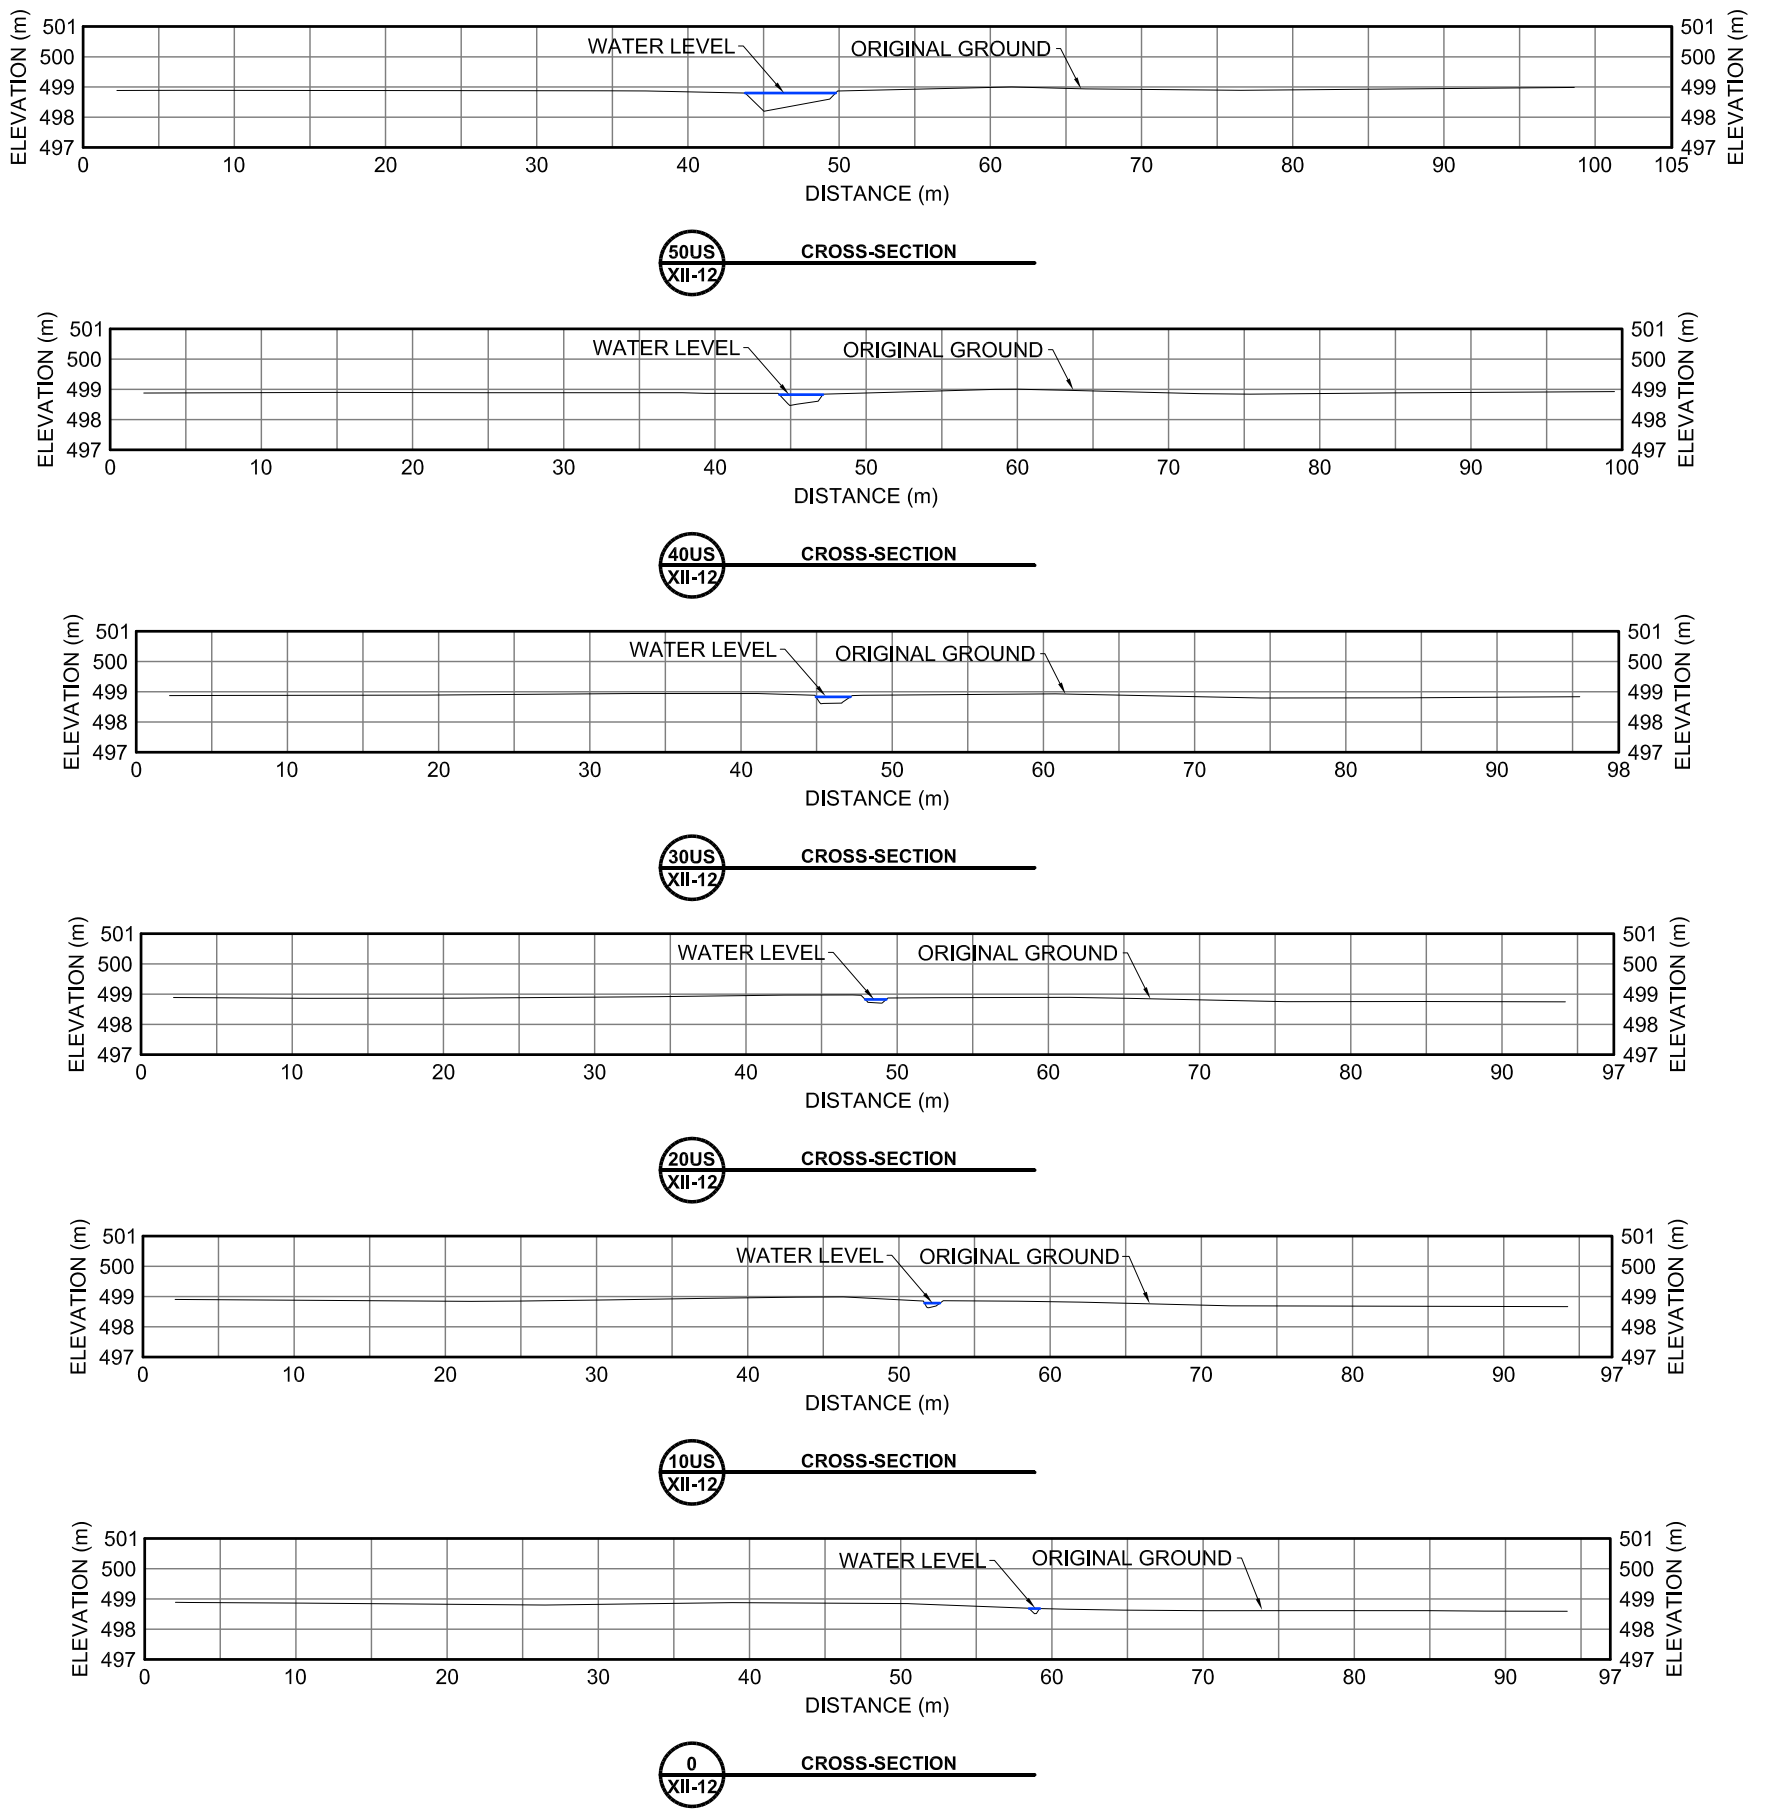 ELEVATION (m)
501
500
499
498
497
WATER LEVEL
ORIGINAL GROUND
501
500
499
498
497
ELEVATION (m)
0 10 20 30 40 50 60 70 80 90 100 105
DISTANCE (m)
50US
XII-12
CROSS-SECTION
ELEVATION (m)
501
500
499
498
497
WATER LEVEL
ORIGINAL GROUND
501
500
499
498
497
ELEVATION (m)
0 10 20 30 40 50 60 70 80 90 100
DISTANCE (m)
40US
XII-12
CROSS-SECTION
ELEVATION (m)
501
500
499
498
497
WATER LEVEL
ORIGINAL GROUND
501
500
499
498
497
ELEVATION (m)
0 10 20 30 40 50 60 70 80 90 98
DISTANCE (m)
30US
XII-12
CROSS-SECTION
ELEVATION (m)
501
500
499
498
497
WATER LEVEL
ORIGINAL GROUND
501
500
499
498
497
ELEVATION (m)
0 10 20 30 40 50 60 70 80 90 97
DISTANCE (m)
20US
XII-12
CROSS-SECTION
ELEVATION (m)
501
500
499
498
497
WATER LEVEL
ORIGINAL GROUND
501
500
499
498
497
ELEVATION (m)
0 10 20 30 40 50 60 70 80 90 97
DISTANCE (m)
10US
XII-12
CROSS-SECTION
ELEVATION (m)
501
500
499
498
497
WATER LEVEL
ORIGINAL GROUND
501
500
499
498
497
ELEVATION (m)
0 10 20 30 40 50 60 70 80 90 97
DISTANCE (m)
0
XII-12
CROSS-SECTION